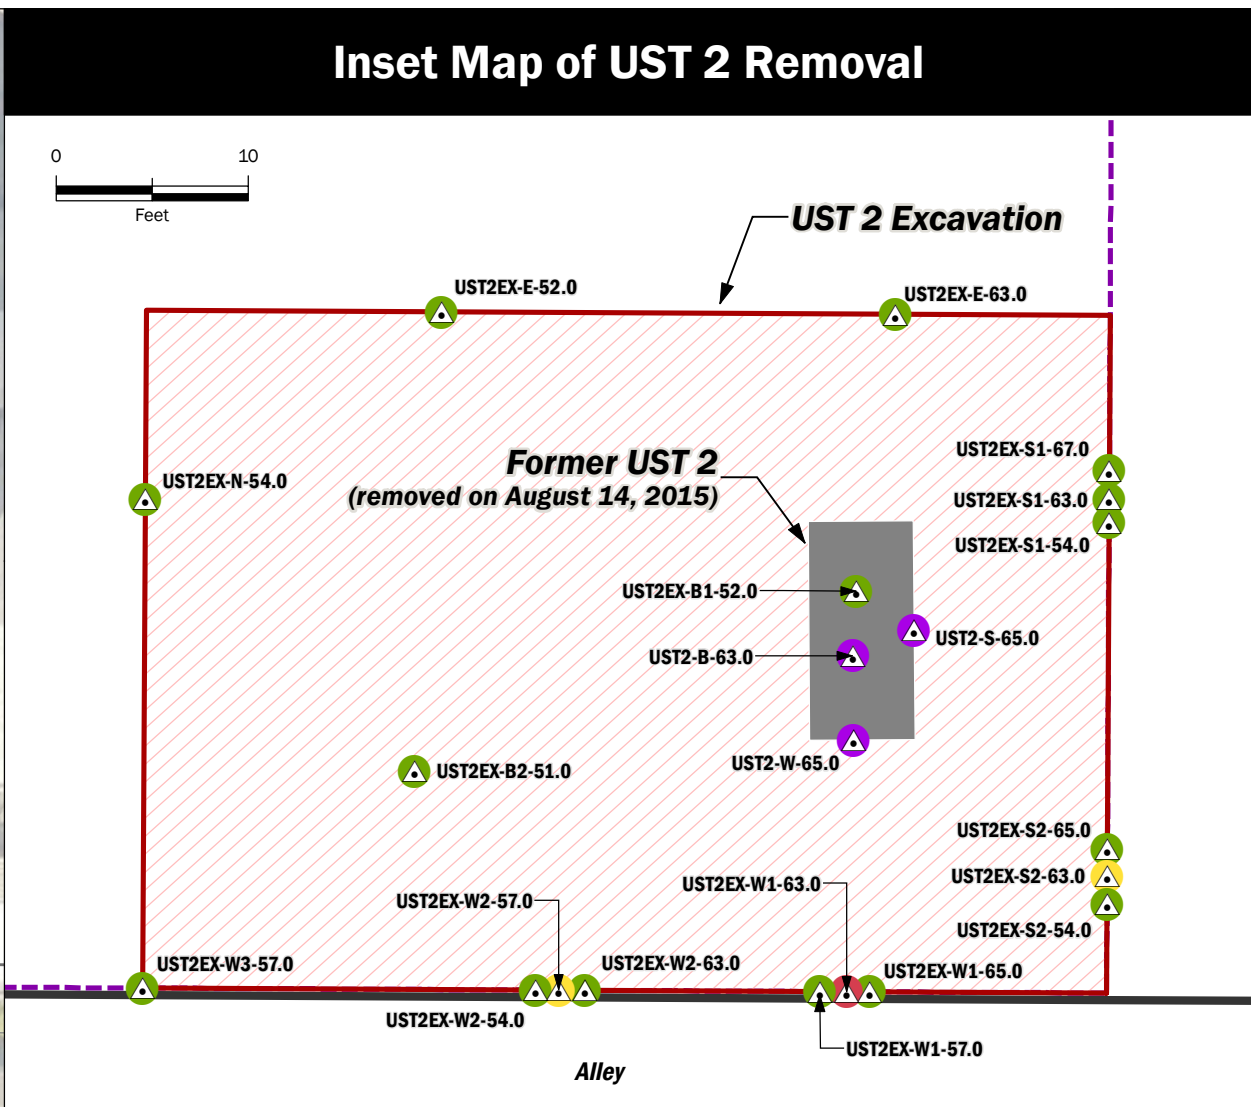 Inset Map of UST 2 Removal
0 10
Feet
UST 2 Excavation
UST2EX-E-52.0
UST2EX-E-63.0
Former UST 2
(removed on August 14, 2015)
UST2EX-S1-67.0
UST2EX-N-54.0
UST2EX-S1-63.0
UST2EX-S1-54.0
UST2EX-B1-52.0
UST2-S-65.0
UST2-B-63.0
UST2-W-65.0
UST2EX-B2-51.0
UST2EX-S2-65.0
UST2EX-S2-63.0
UST2EX-W1-63.0
UST2EX-W2-57.0
UST2EX-S2-54.0
UST2EX-W3-57.0
UST2EX-W2-63.0
UST2EX-W1-65.0
UST2EX-W2-54.0
UST2EX-W1-57.0
Alley